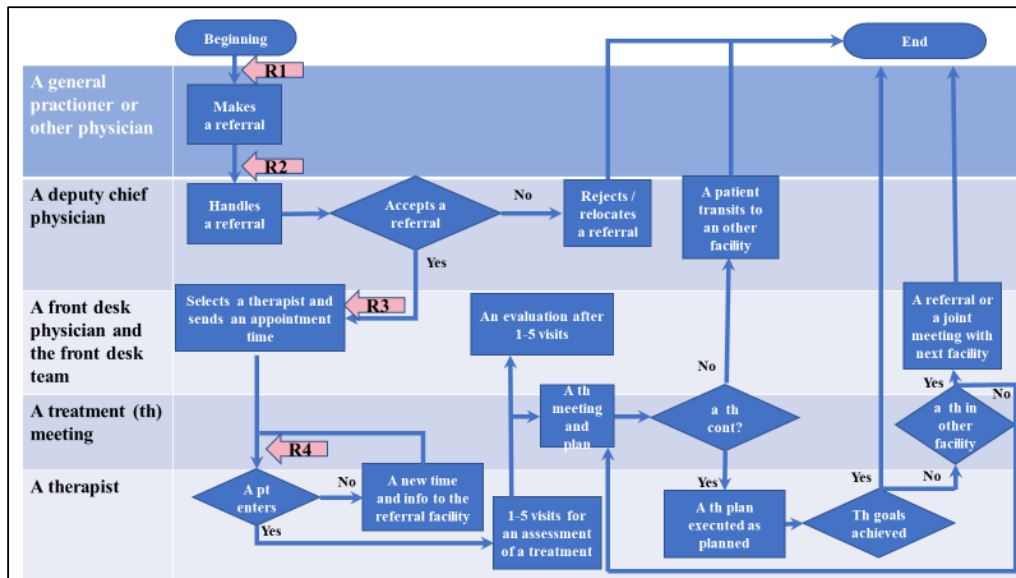 Beginning
End
R1
A general
practioner or
other physician
Makes
a referral
R2
A deputy chief
physician
Handles
a referral
Accepts a
referral
No
Rejects /
relocates
a referral
A patient
transits to
an other
facility
Yes
A front desk
physician and
the front desk
team
Selects a therapist and
sends an appointment
time
R3
An evaluation after
1-5 visits
No
A referral or
a joint
meeting with
next facility
Yes
No
A treatment (th)
meeting
A th
meeting
and
plan
a th
cont?
a th in
other
facility
R4
A therapist
A pt
enters
No
A new time
and info to the
referral facility
Yes
1-5 visits for
an assessment
of a treatment
Yes
A th plan
executed as
planned
Yes
Th goals
achieved
No